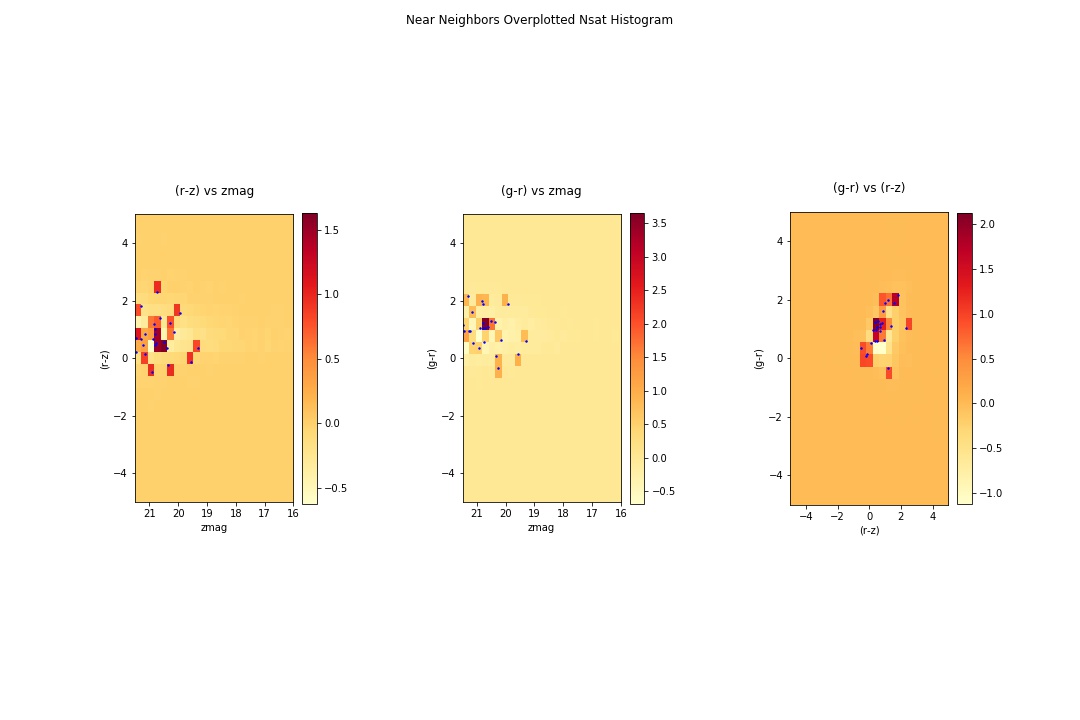 Near Neighbors Overplotted Nsat Histogram
(r-z) vs zmag
4
2
0
−2
−4
(r-z)
21 20 19 18 17 16
zmag
1.5
1.0
0.5
0.0
−0.5
(g-r) vs zmag
4
2
0
−2
−4
(g-r)
21 20 19 18 17 16
zmag
3.5
3.0
2.5
2.0
1.5
1.0
0.5
0.0
−0.5
(g-r) vs (r-z)
4
2
0
−2
−4
(g-r)
−4 −2 0 2 4
(r-z)
2.0
1.5
1.0
0.5
0.0
−0.5
−1.0